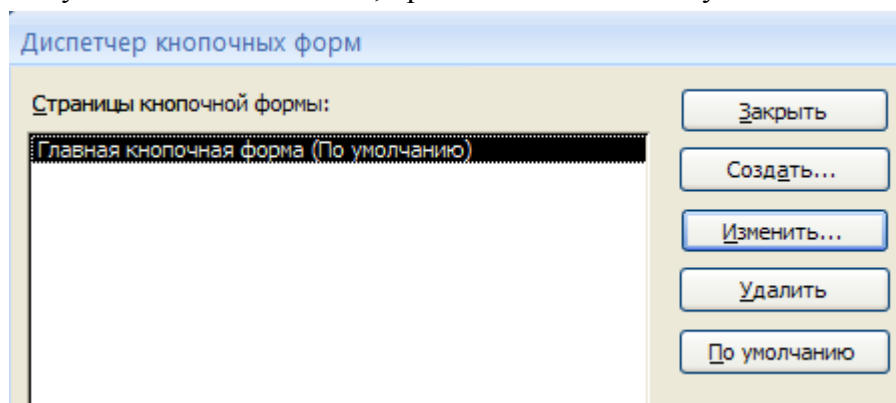 Диспетчер кнопочных форм
Страницы кнопочной формы:
Главная кнопочная форма (По умолчанию)
Закрыть
Создать...
Изменить...
Удалить
По умолчанию